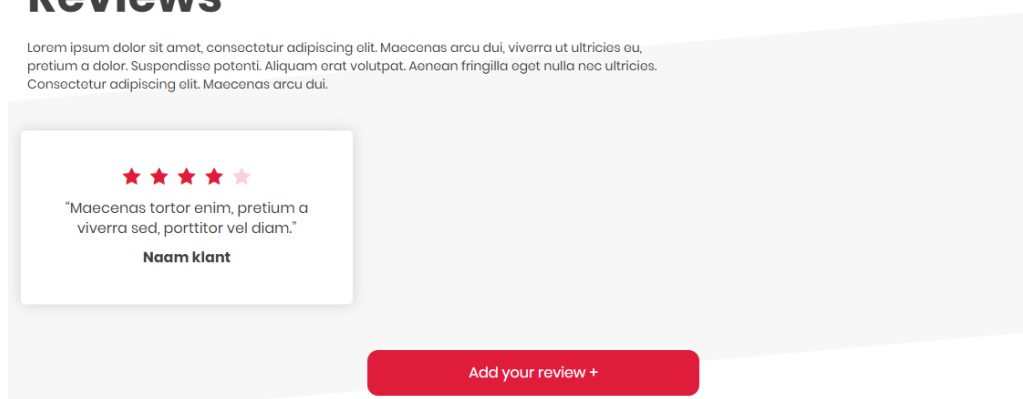 Reviews
Lorem ipsum dolor sit amet, consectetur adipiscing elit. Maecenas arcu dui, viverra ut ultricies eu,
pretium a dolor. Suspendisse potenti. Aliquam erat volutpat. Aenean fringilla eget nulla nec ultricies.
Consectetur adipiscing elit. Maecenas arcu dui.
“Maecenas tortor enim, pretium a
viverra sed, porttitor vel diam.”
Naam klant
Add your review +